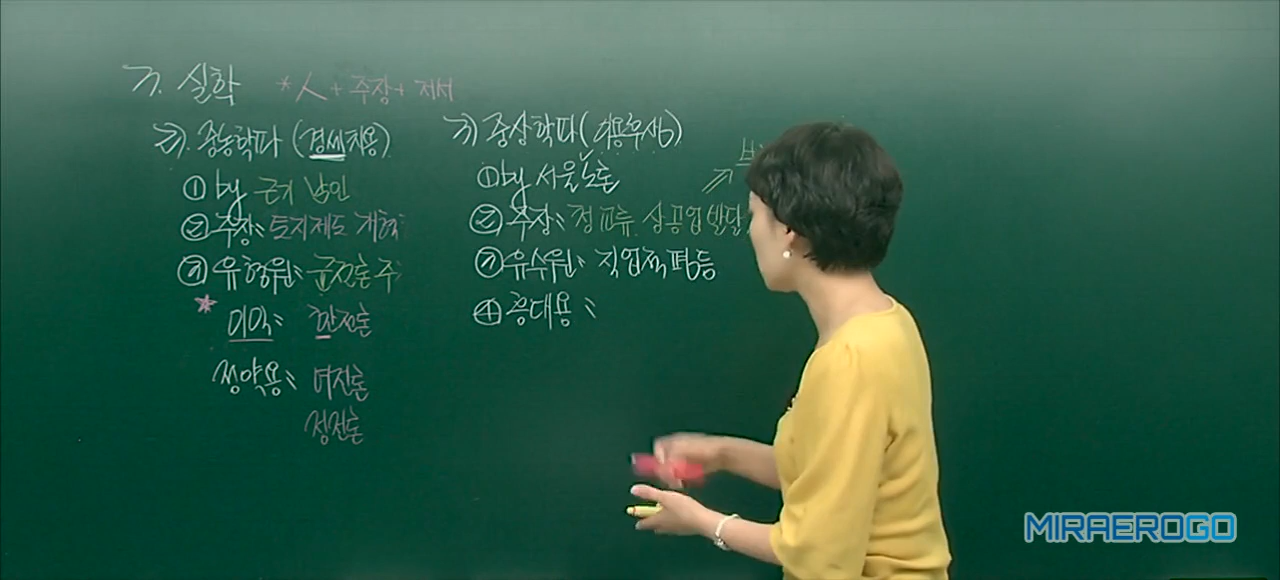 ㄱ. 실학 * 人 + 주장 + 저서
2). 중농학파 (경세치용)
① by 근기 남인
② 주장: 토지제도 개혁
③ 유형원: 균전론 주
* 이익: 한전론
정약용: 여전론
정전론
3) 중상학파 (이용후생)
① by 서울 노론
② 주장: 청 교류, 상공업 발달,
③ 유수원: 직업적 평등
④ 홍대용:
MIRAEROGO